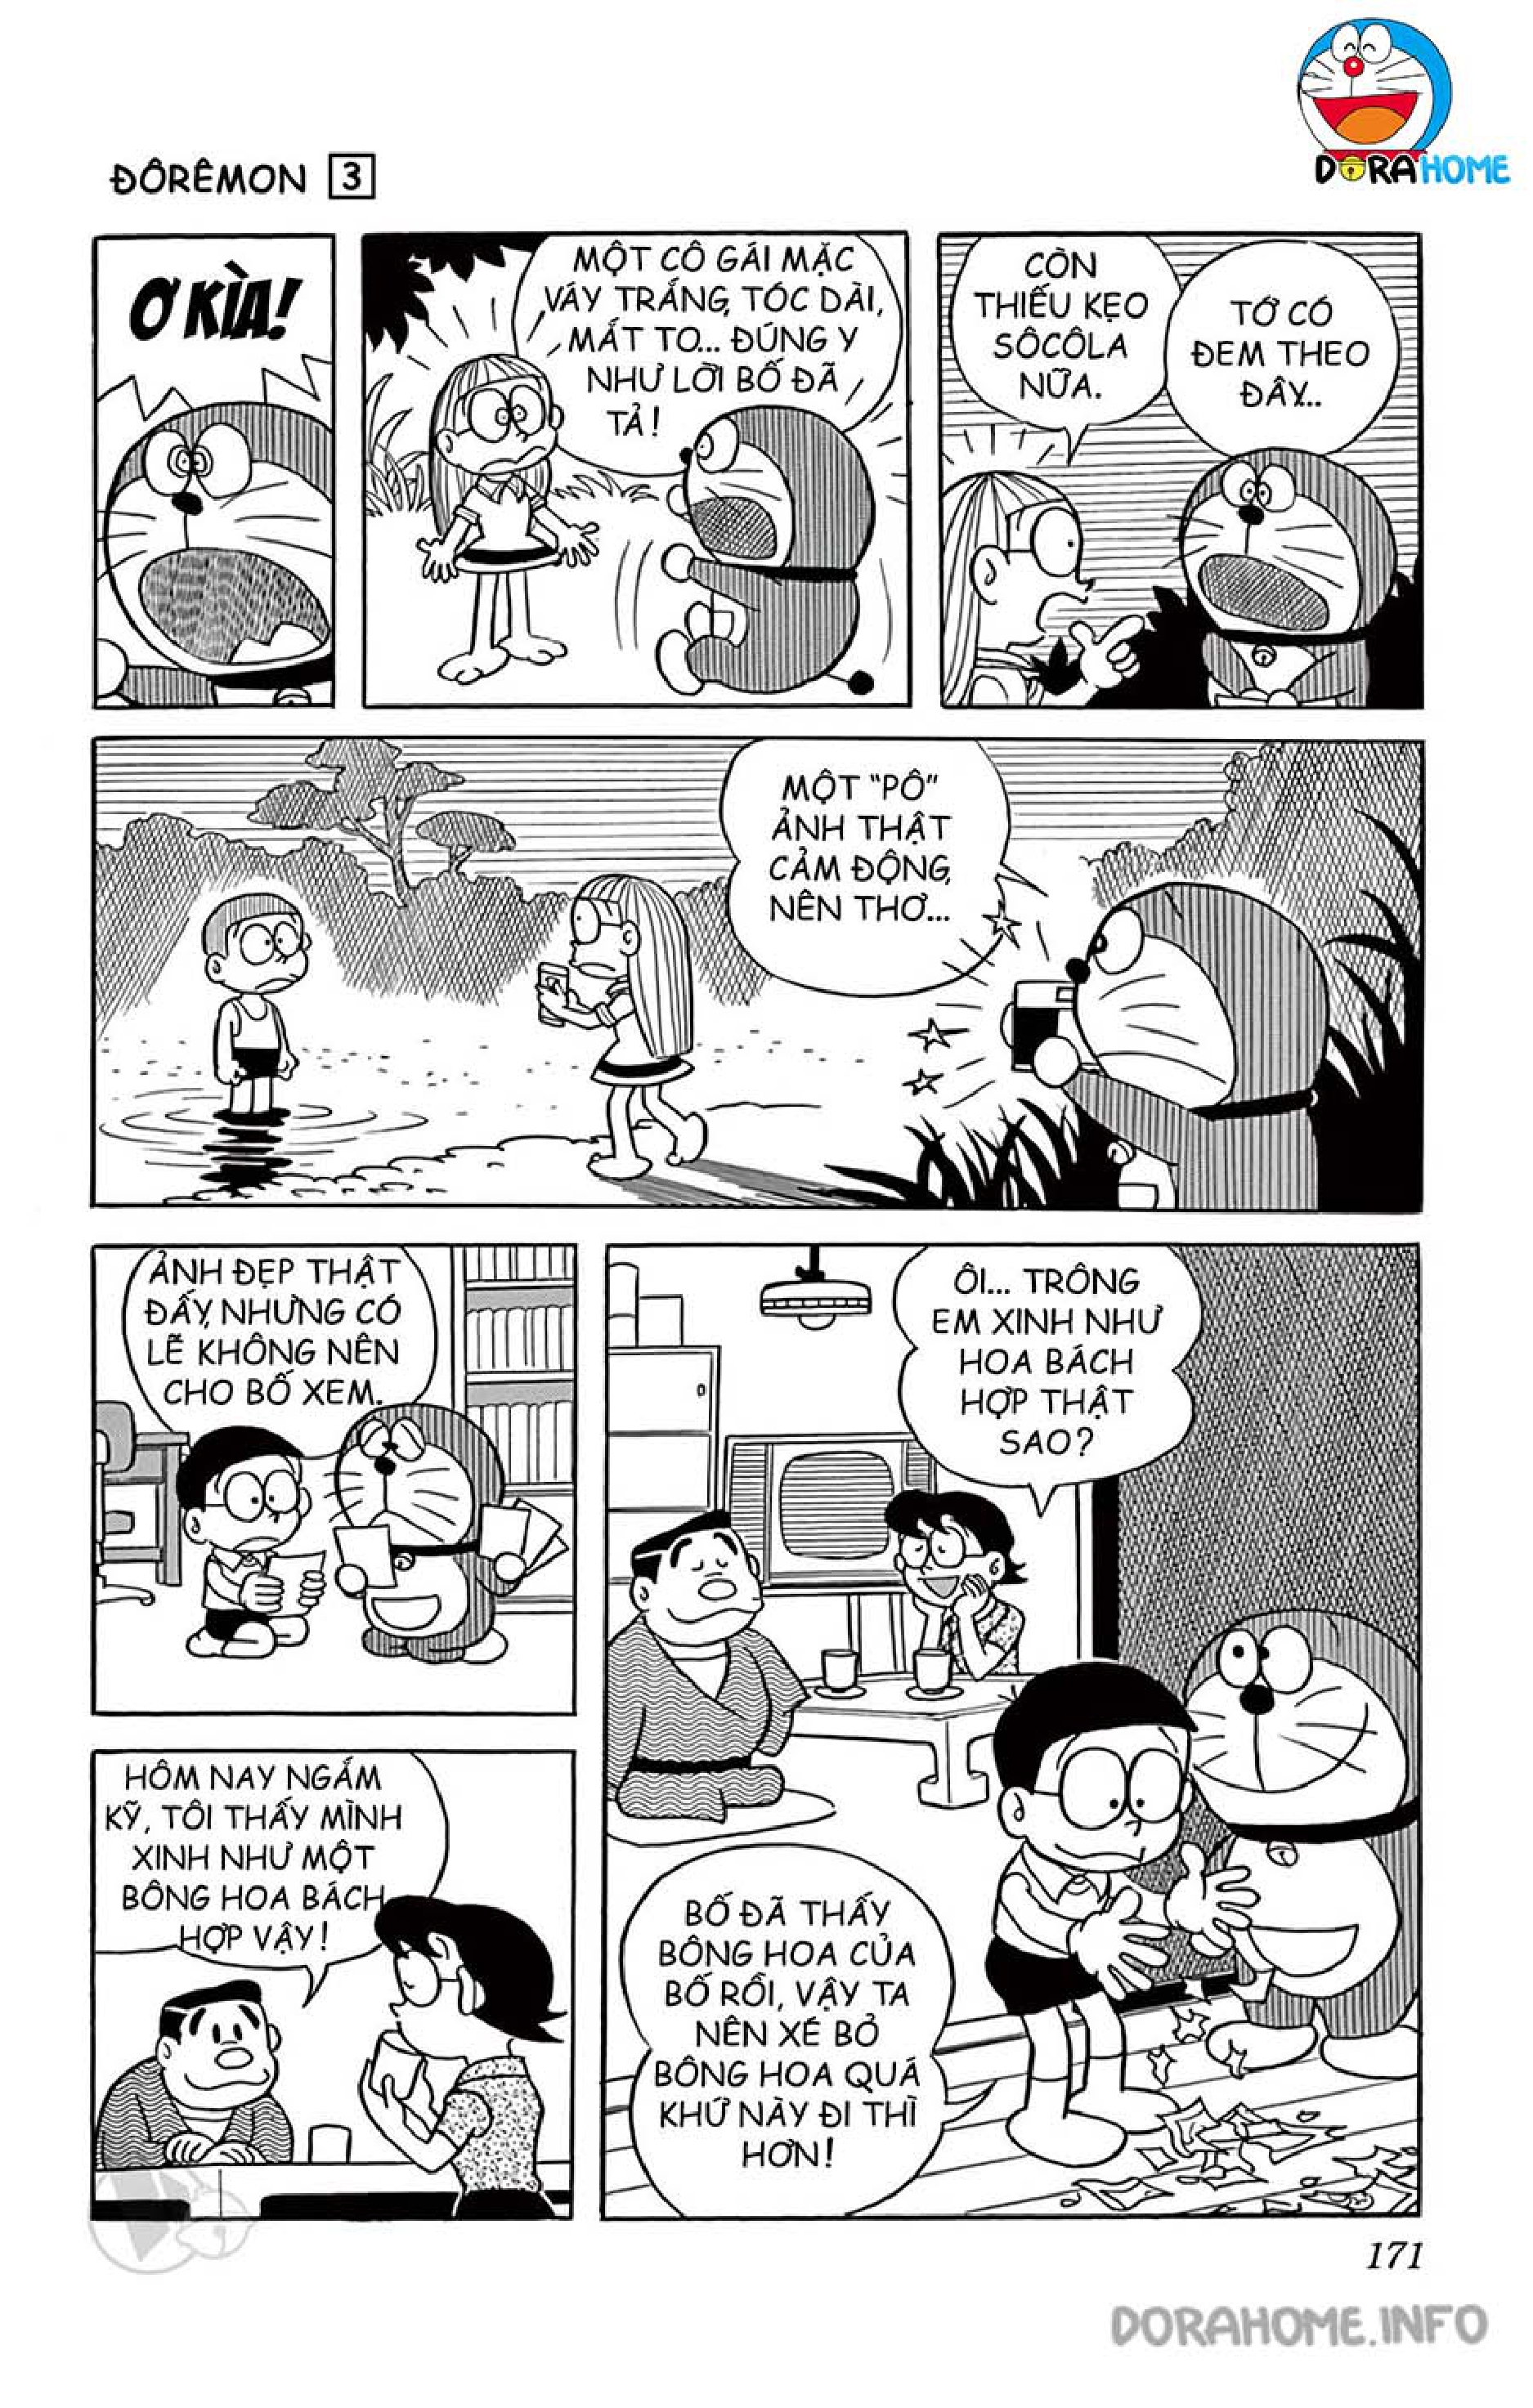 DORAHOME
ĐÔRÊMON 3
Ơ KÌA!
MỘT CÔ GÁI MẶC
VÁY TRẮNG, TÓC DÀI,
MẮT TO... ĐÚNG Y
NHƯ LỜI BỐ ĐÃ
TẢ!
CÒN
THIẾU KẸO
SÔCÔLA
NỮA.
TỚ CÓ
ĐEM THEO
ĐÂY...
MỘT “PÔ”
ẢNH THẬT
CẢM ĐỘNG,
NÊN THƠ...
ẢNH ĐẸP THẬT
ĐẤY, NHƯNG CÓ
LẼ KHÔNG NÊN
CHO BỐ XEM.
ÔI... TRÔNG
EM XINH NHƯ
HOA BÁCH
HỢP THẬT
SAO?
HÔM NAY NGẮM
KỸ, TÔI THẤY MÌNH
XINH NHƯ MỘT
BÔNG HOA BÁCH
HỢP VẬY!
BỐ ĐÃ THẤY
BÔNG HOA CỦA
BỐ RỒI, VẬY TA
NÊN XÉ BỎ
BÔNG HOA QUÁ
KHỨ NÀY ĐI THÌ
HƠN!
171
DORAHOME.INFO